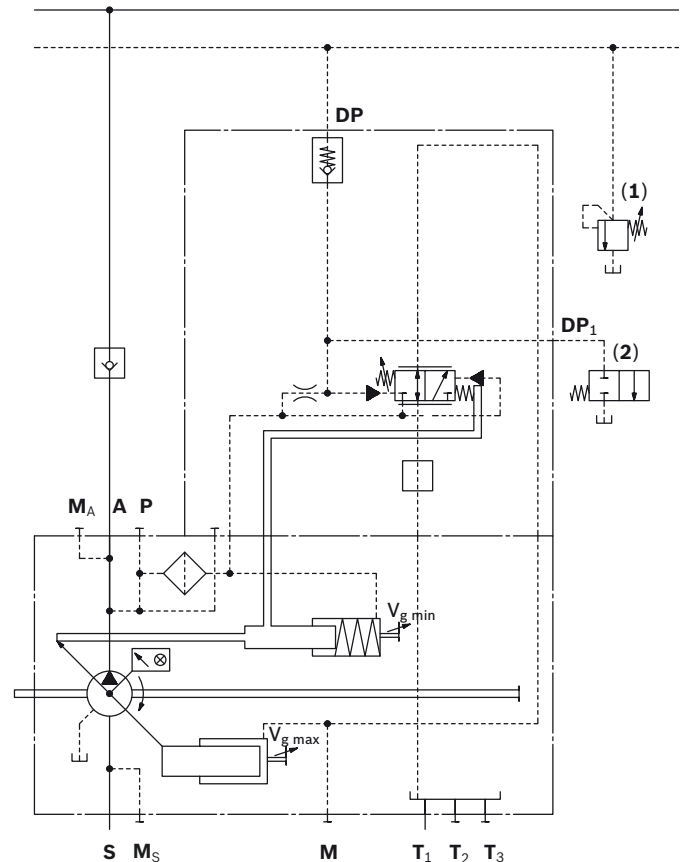 DP
(1)
DP1
(2)
MA A P
Vg min
Vg max
S MS M T1 T2 T3